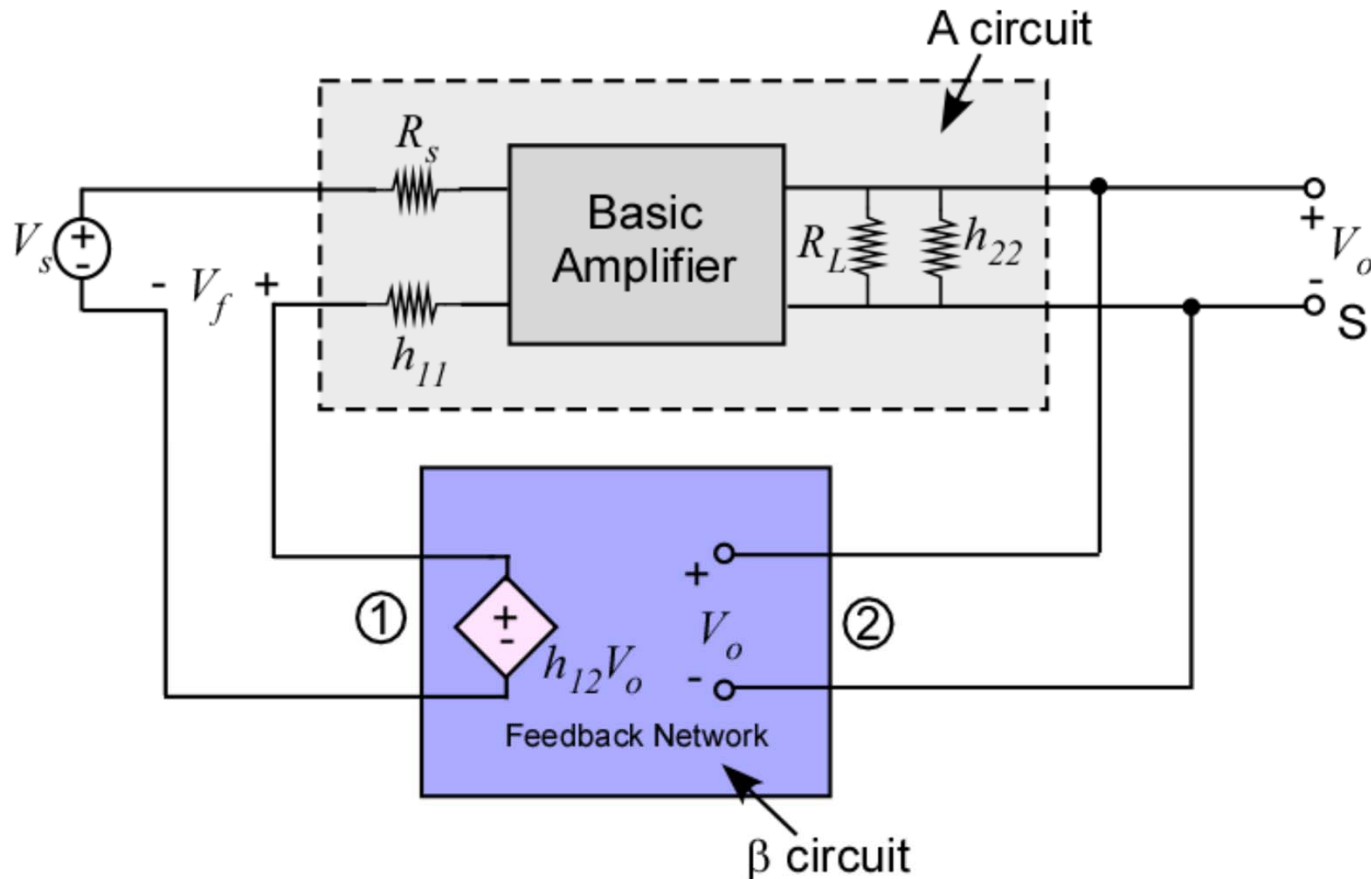 A circuit
R_s
Basic
Amplifier
R_L
h_22
V_s
+
-
- V_f +
h_11
+
V_o
-
S
①
+
-
h_12V_o
+
V_o
-
②
Feedback Network
β circuit